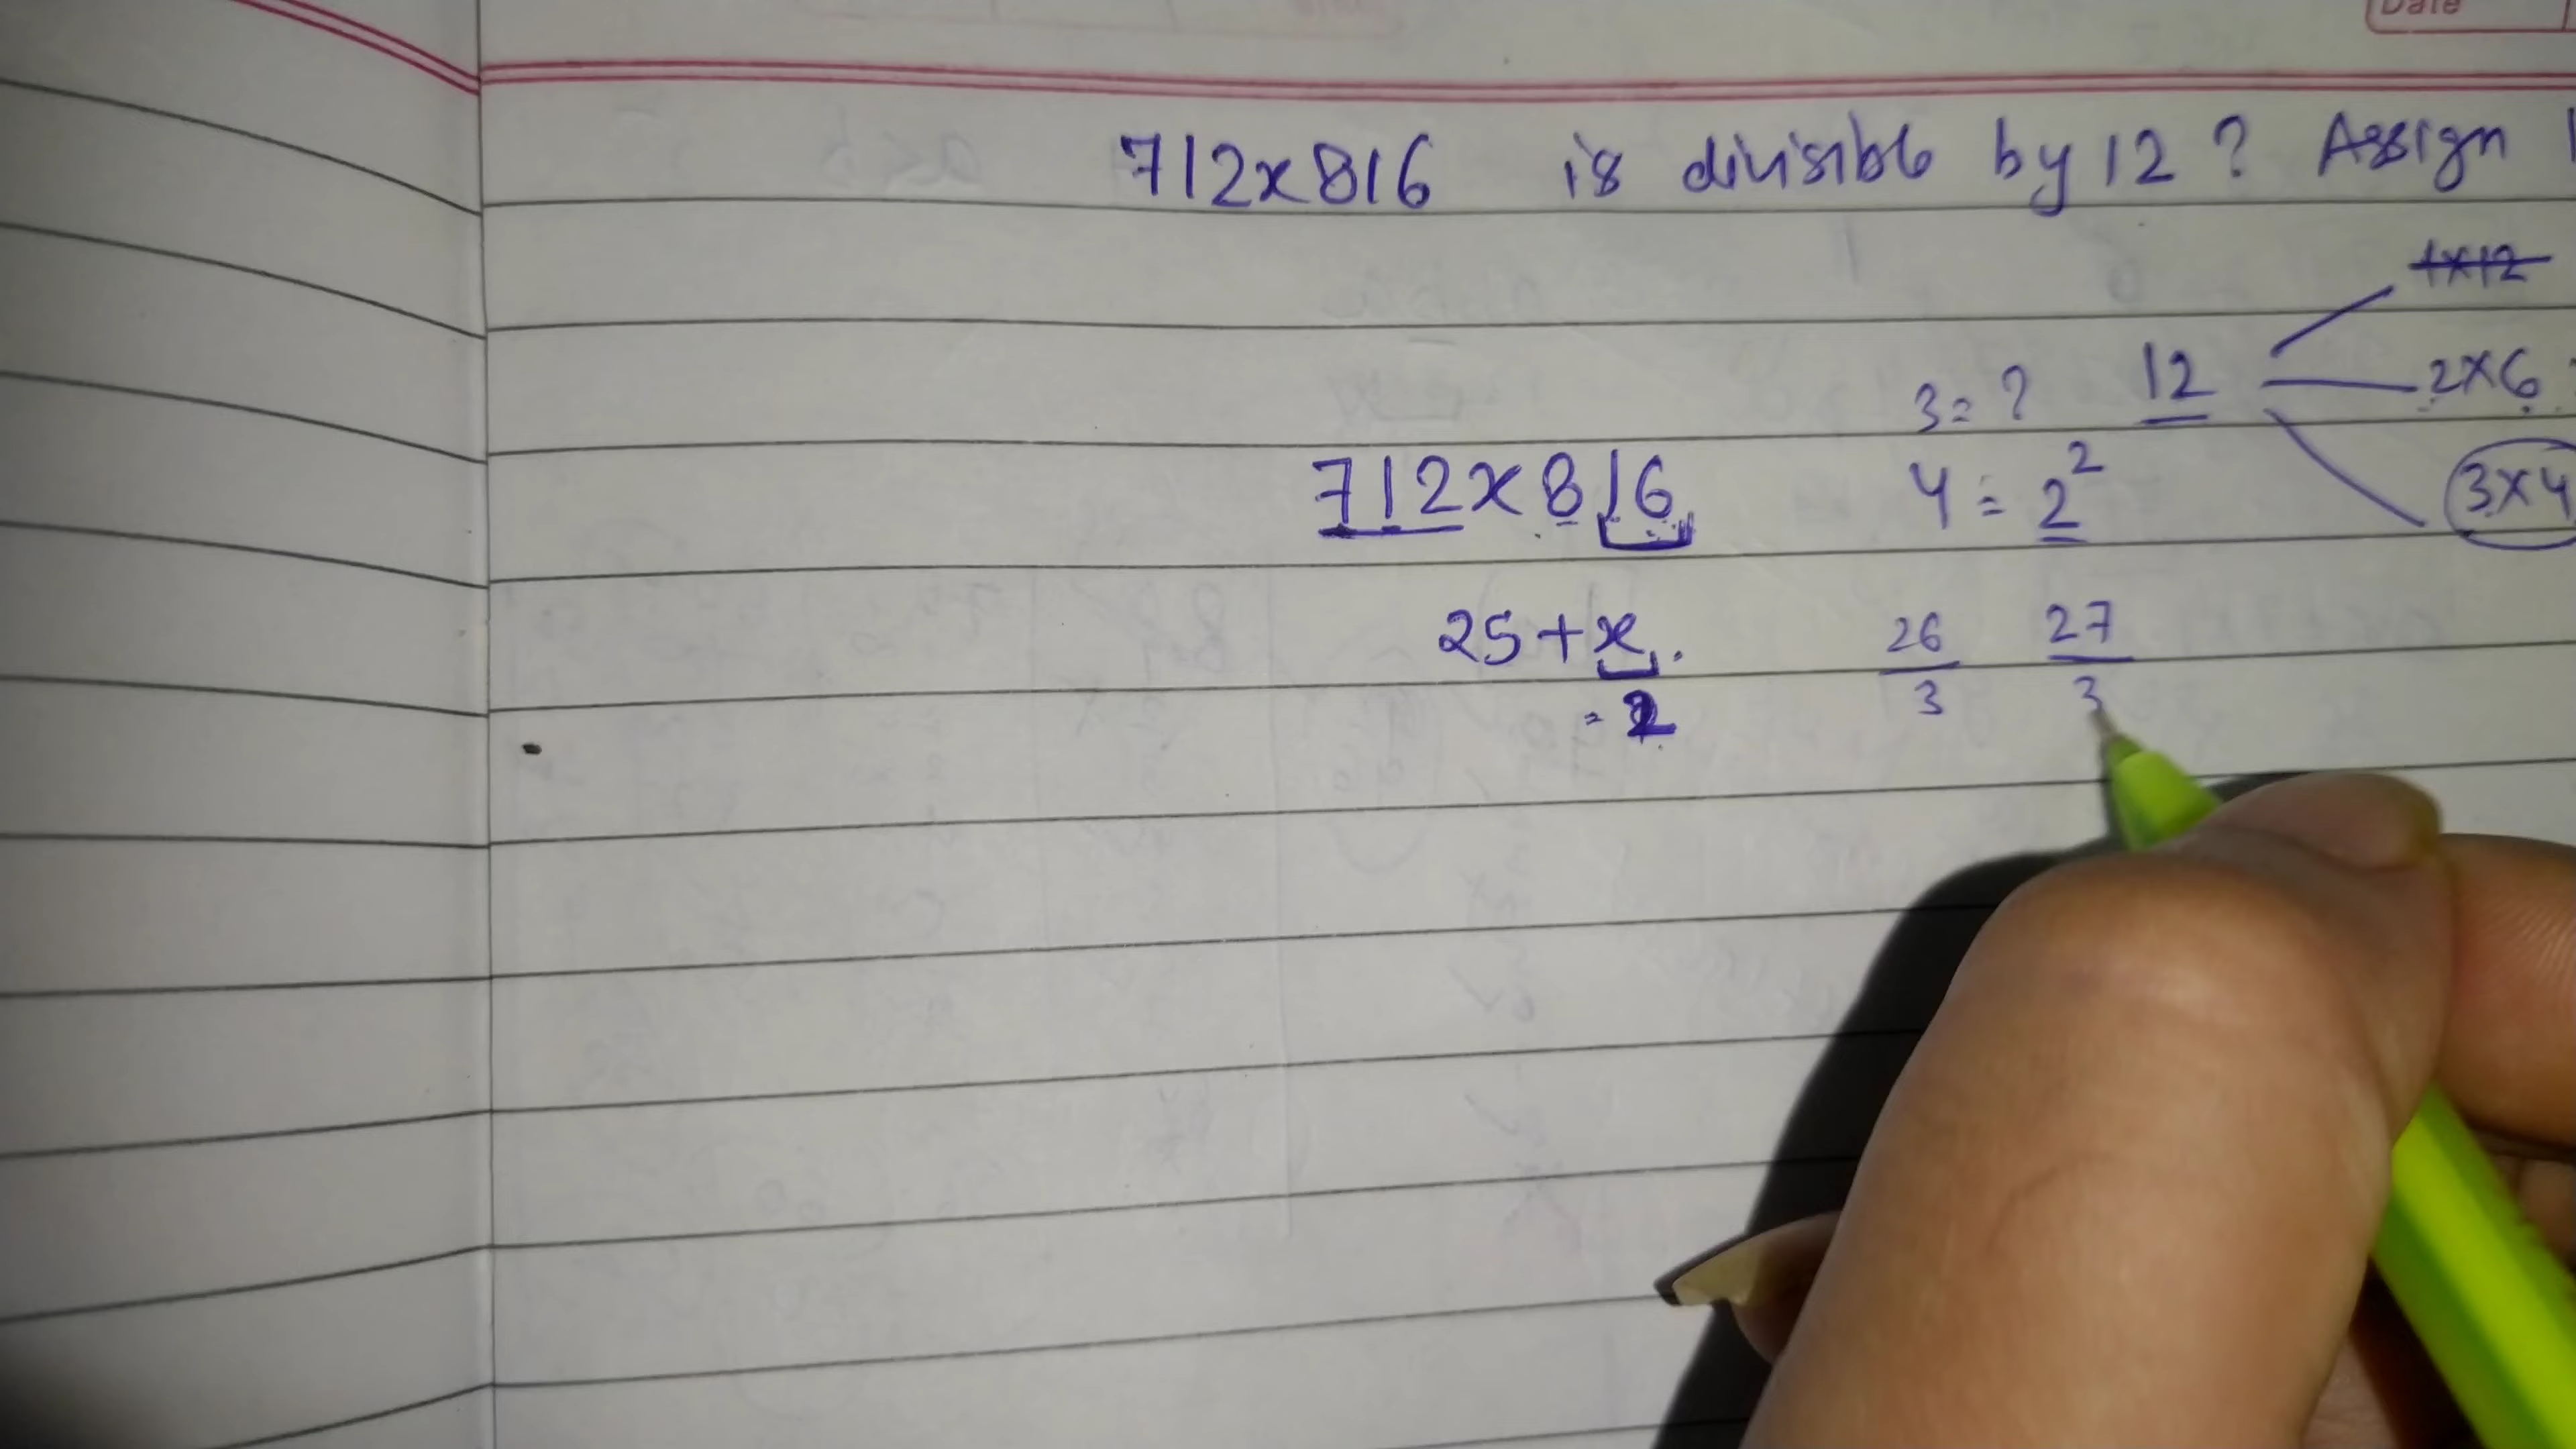 Date
712x816 is divisible by 12 ? Assign
1x12
3=? 12 2x6
712x816 4 = 2² 3x4
25+x. 26/3 27/3
= 2